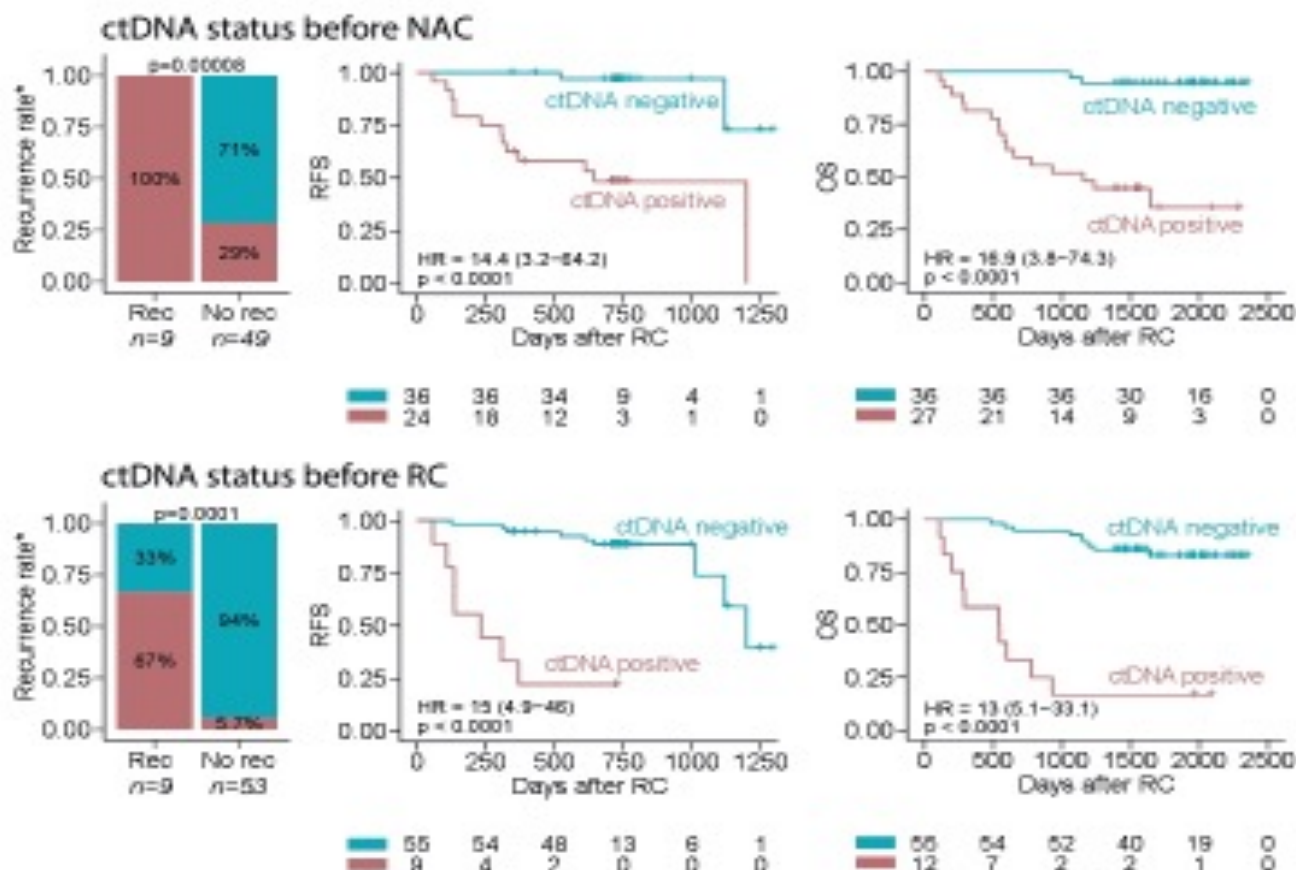 ctDNA status before NAC
p=0.00008
Recurrence rate*
1.00
0.75
0.50
0.25
0.00
100%
71%
29%
Rec
No rec
n=9
n=49
RFS
1.00
0.75
0.50
0.25
0.00
ctDNA negative
ctDNA positive
HR = 14.4 (3.2−64.2)
p < 0.0001
0 250 500 750 1000 1250
Days after RC
36 36 34 9 4 1
24 18 12 3 1 0
OS
1.00
0.75
0.50
0.25
0.00
ctDNA negative
ctDNA positive
HR = 16.9 (3.8−74.3)
p < 0.0001
0 500 1000 1500 2000 2500
Days after RC
36 36 36 30 16 0
27 21 14 9 3 0
ctDNA status before RC
p=0.0001
Recurrence rate*
1.00
0.75
0.50
0.25
0.00
33%
67%
94%
5.7%
Rec
No rec
n=9
n=53
RFS
1.00
0.75
0.50
0.25
0.00
ctDNA negative
ctDNA positive
HR = 15 (4.9−46)
p < 0.0001
0 250 500 750 1000 1250
Days after RC
55 54 48 13 6 1
9 4 2 0 0 0
OS
1.00
0.75
0.50
0.25
0.00
ctDNA negative
ctDNA positive
HR = 13 (5.1−33.1)
p < 0.0001
0 500 1000 1500 2000 2500
Days after RC
55 54 52 40 19 0
12 7 2 2 1 0